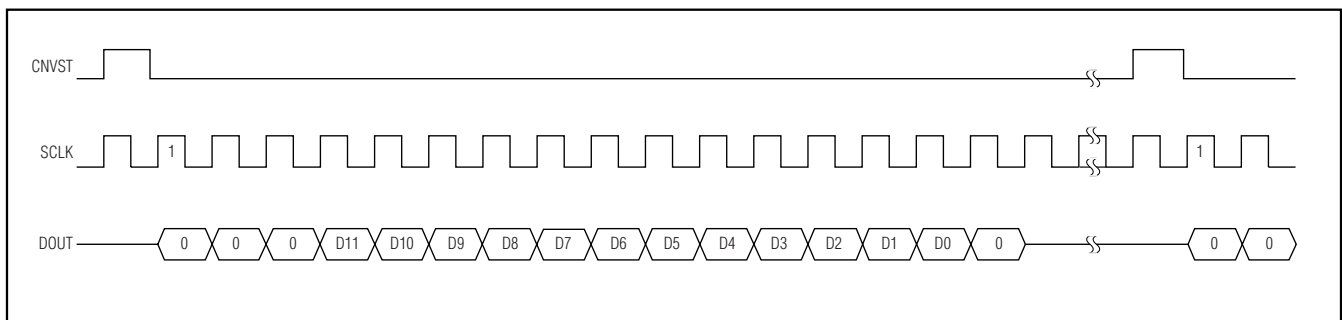 CNVST
SCLK 1 1
DOUT 0 0 0 D11 D10 D9 D8 D7 D6 D5 D4 D3 D2 D1 D0 0 0 0